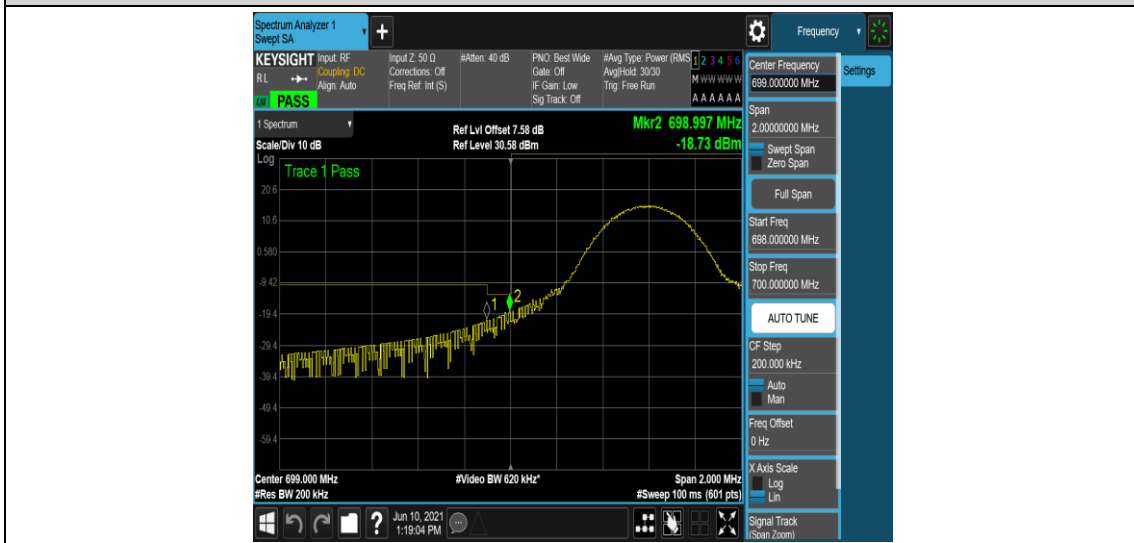 Spectrum Analyzer 1
Swept SA
+
Frequency
KEYSIGHT
Input: RF
Input Z: 50 Ω
#Atten: 40 dB
PNO: Best Wide
#Avg Type: Power (RMS
1 2 3 4 5 6
RL
Coupling: DC
Corrections: Off
Gate: Off
Avg|Hold: 30/30
M W W W W W
Align: Auto
Freq Ref: Int (S)
IF Gain: Low
Trig: Free Run
Sig Track: Off
A A A A A A
LXI
PASS
1 Spectrum
Ref Lvl Offset 7.58 dB
Mkr2 698.997 MHz
Scale/Div 10 dB
Ref Level 30.58 dBm
-18.73 dBm
Log
Trace 1 Pass
20.6
10.6
0.580
-9.42
-19.4
-29.4
-39.4
-49.4
-59.4
1
2
Center 699.000 MHz
#Video BW 620 kHz*
Span 2.000 MHz
#Res BW 200 kHz
#Sweep 100 ms (601 pts)
Center Frequency
699.000000 MHz
Settings
Span
2.00000000 MHz
Swept Span
Zero Span
Full Span
Start Freq
698.000000 MHz
Stop Freq
700.000000 MHz
AUTO TUNE
CF Step
200.000 kHz
Auto
Man
Freq Offset
0 Hz
X Axis Scale
Log
Lin
Signal Track
(Span Zoom)
?
Jun 10, 2021
1:19:04 PM